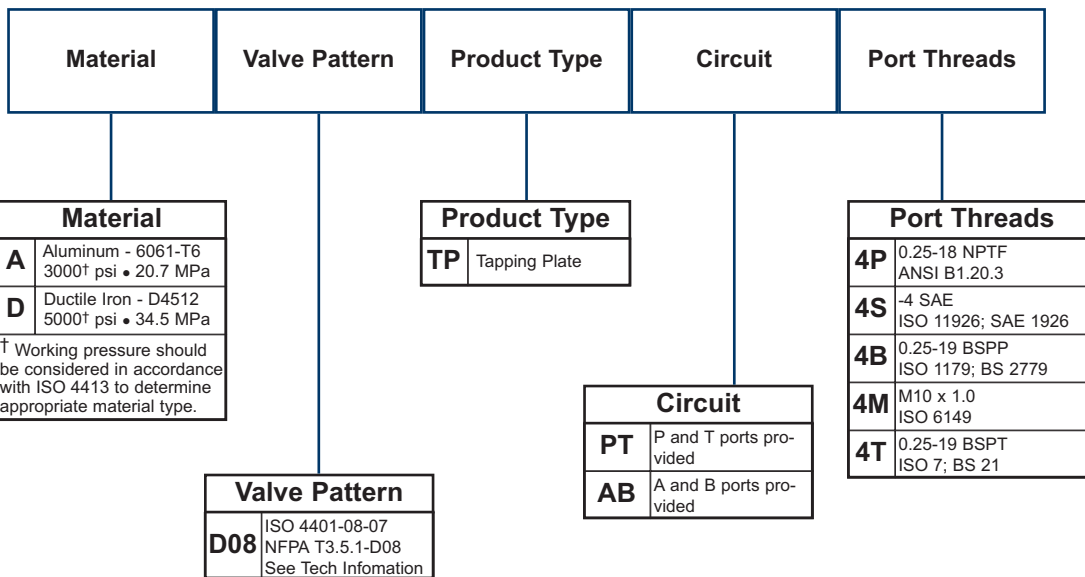 Material
Valve Pattern
Product Type
Circuit
Port Threads
Material
A
Aluminum - 6061-T6
3000† psi • 20.7 MPa
D
Ductile Iron - D4512
5000† psi • 34.5 MPa
† Working pressure should
be considered in accordance
with ISO 4413 to determine
appropriate material type.
Valve Pattern
D08
ISO 4401-08-07
NFPA T3.5.1-D08
See Tech Infomation
Product Type
TP
Tapping Plate
Circuit
PT
P and T ports pro-
vided
AB
A and B ports pro-
vided
Port Threads
4P
0.25-18 NPTF
ANSI B1.20.3
4S
-4 SAE
ISO 11926; SAE 1926
4B
0.25-19 BSPP
ISO 1179; BS 2779
4M
M10 x 1.0
ISO 6149
4T
0.25-19 BSPT
ISO 7; BS 21